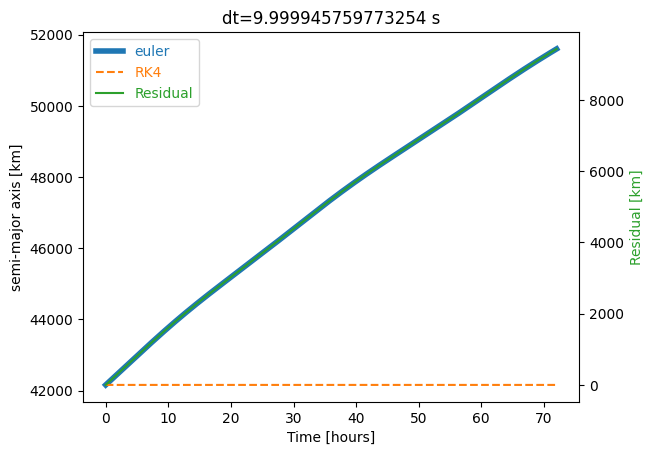 dt=9.999945759773254 s
euler
RK4
Residual
semi-major axis [km]
52000
50000
48000
46000
44000
42000
8000
6000
4000
2000
0
Residual [km]
0 10 20 30 40 50 60 70
Time [hours]